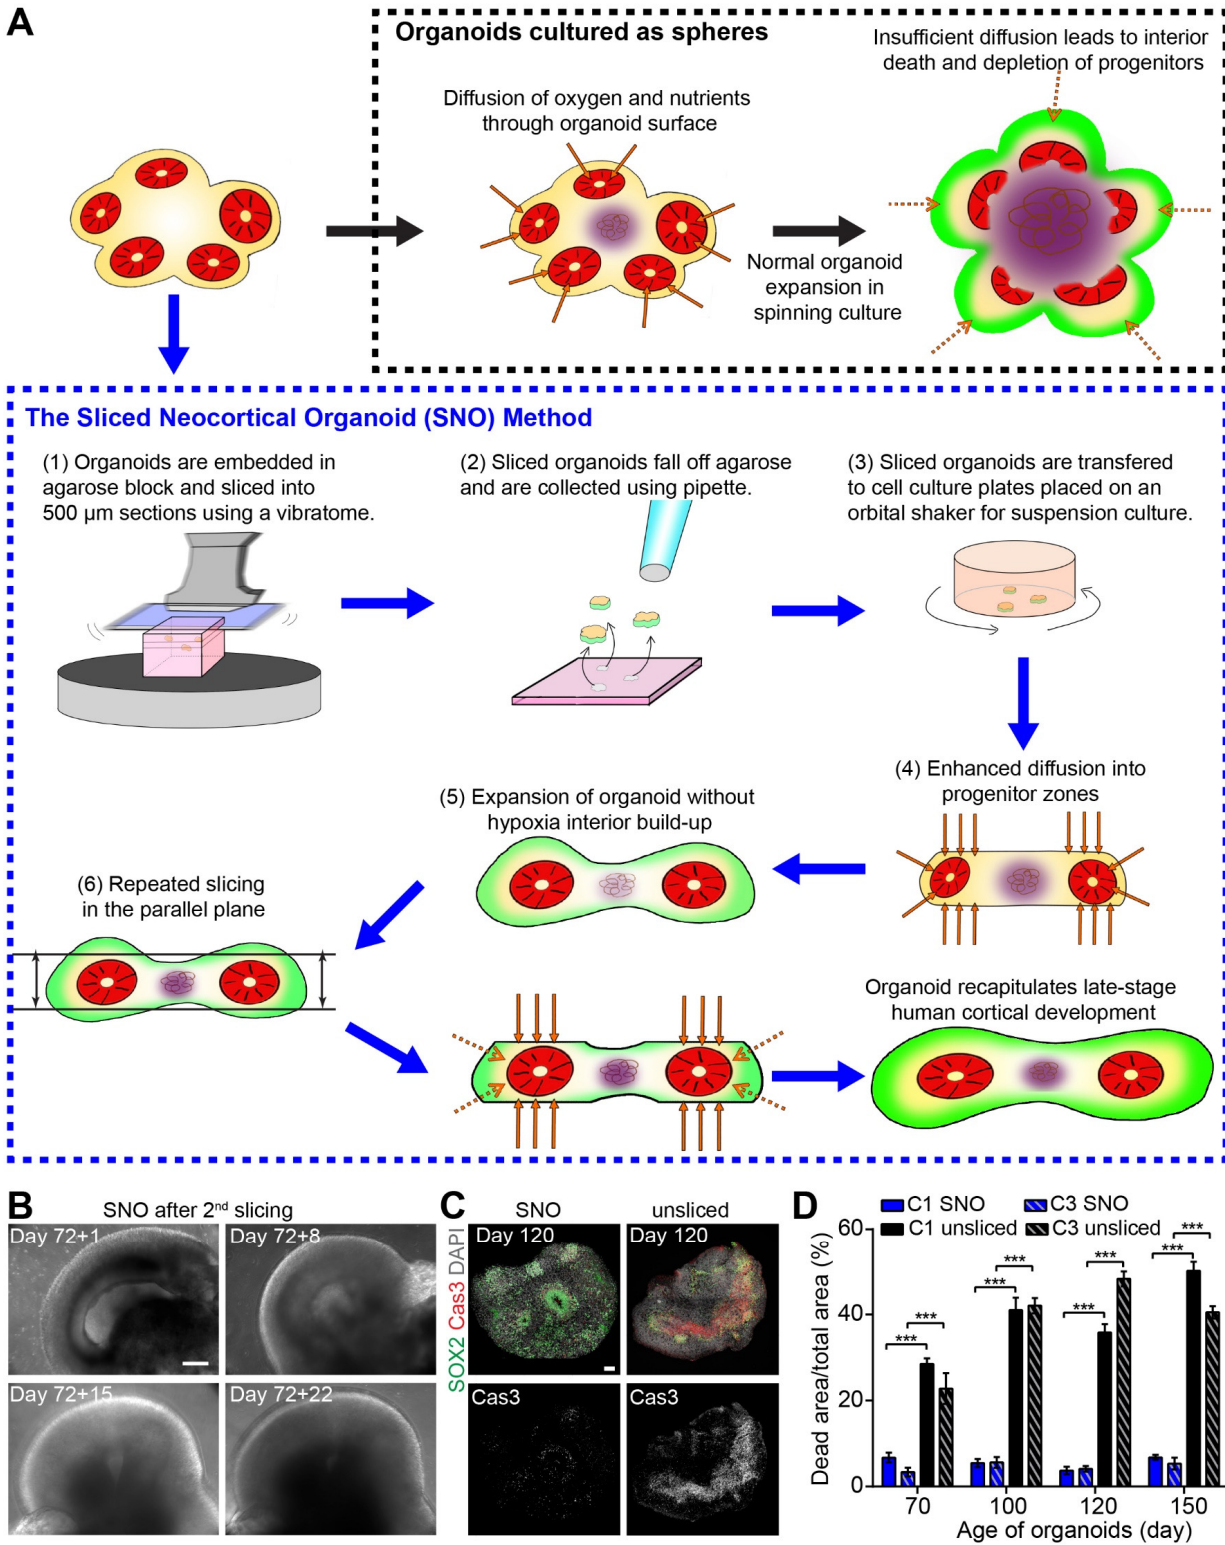 A
Organoids cultured as spheres
Diffusion of oxygen and nutrients
through organoid surface
Insufficient diffusion leads to interior
death and depletion of progenitors
Normal organoid
expansion in
spinning culture
The Sliced Neocortical Organoid (SNO) Method
(1) Organoids are embedded in
agarose block and sliced into
500 µm sections using a vibratome.
(2) Sliced organoids fall off agarose
and are collected using pipette.
(3) Sliced organoids are transfered
to cell culture plates placed on an
orbital shaker for suspension culture.
(4) Enhanced diffusion into
progenitor zones
(5) Expansion of organoid without
hypoxia interior build-up
(6) Repeated slicing
in the parallel plane
Organoid recapitulates late-stage
human cortical development
B
SNO after 2nd slicing
Day 72+1
Day 72+8
Day 72+15
Day 72+22
C
SNO
unsliced
SOX2 Cas3 DAPI
Day 120
Day 120
Cas3
Cas3
D
C1 SNO
C3 SNO
C1 unsliced
C3 unsliced
Dead area/total area (%)
60
40
20
0
***
***
***
***
***
***
***
***
70
100
120
150
Age of organoids (day)